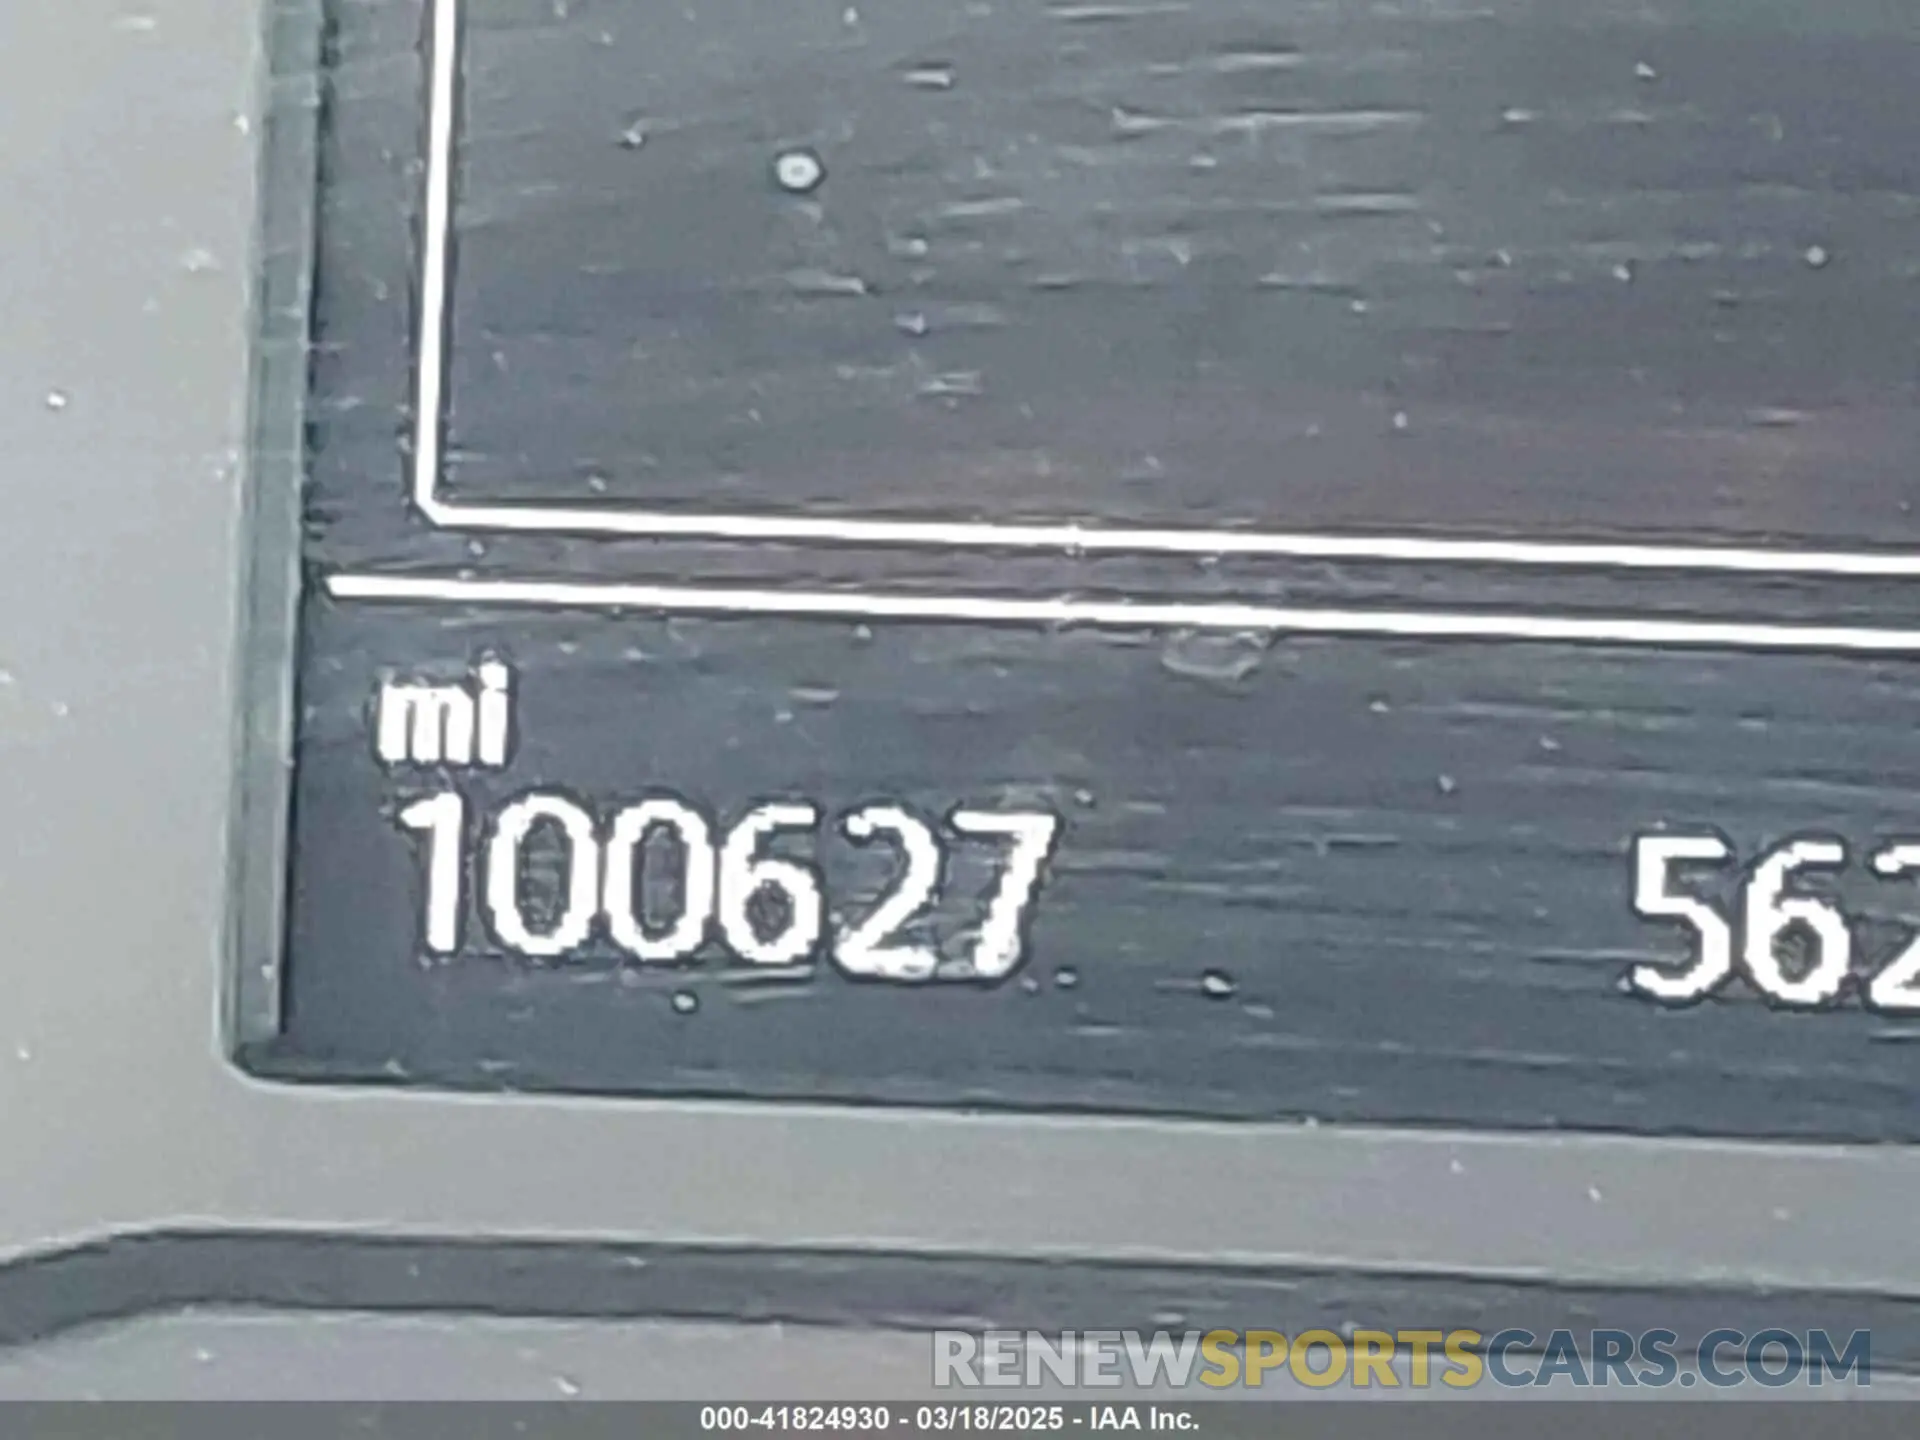 mi
100627 562
RENEWSPORTSCARS.COM
000-41824930 - 03/18/2025 - IAA Inc.